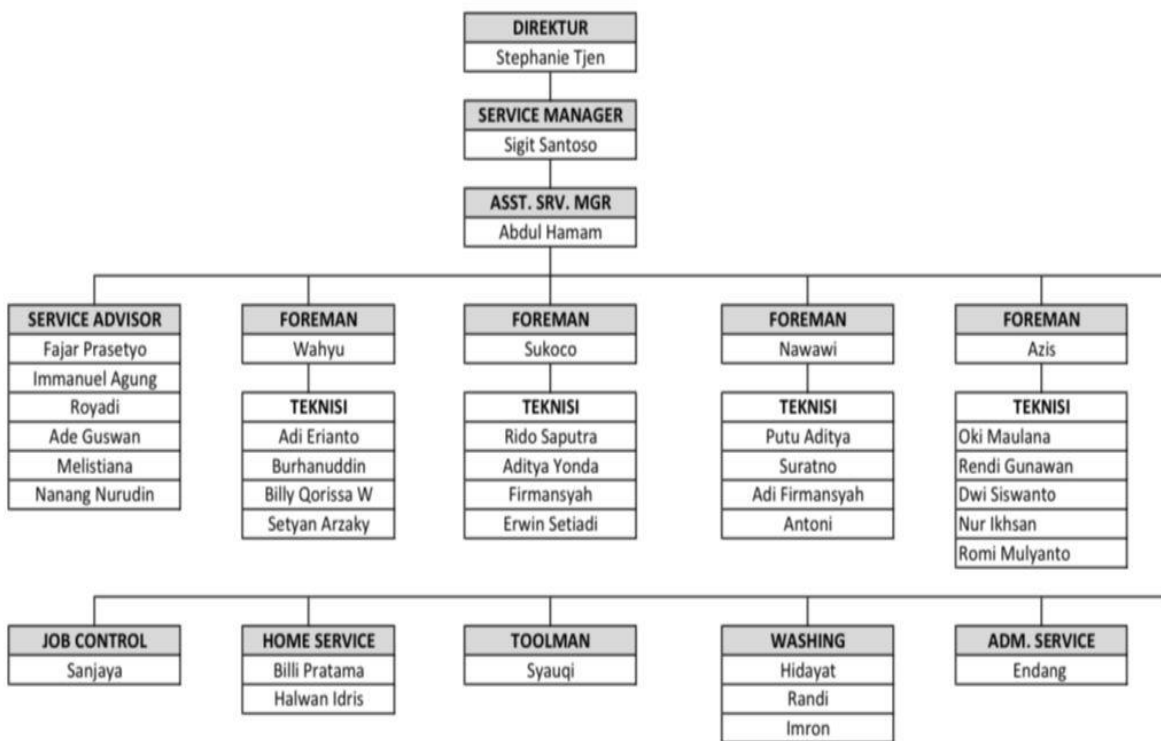 DIREKTUR
Stephanie Tjen
SERVICE MANAGER
Sigit Santoso
ASST. SRV. MGR
Abdul Hamam
SERVICE ADVISOR
Fajar Prasetyo
Immanuel Agung
Royadi
Ade Guswan
Melistiana
Nanang Nurudin
FOREMAN
Wahyu
TEKNISI
Adi Erianto
Burhanuddin
Billy Qorissa W
Setyan Arzaky
FOREMAN
Sukoco
TEKNISI
Rido Saputra
Aditya Yonda
Firmansyah
Erwin Setiadi
FOREMAN
Nawawi
TEKNISI
Putu Aditya
Suratno
Adi Firmansyah
Antoni
FOREMAN
Azis
TEKNISI
Oki Maulana
Rendi Gunawan
Dwi Siswanto
Nur Ikhsan
Romi Mulyanto
JOB CONTROL
Sanjaya
HOME SERVICE
Billi Pratama
Halwan Idris
TOOLMAN
Syauqi
WASHING
Hidayat
Randi
Imron
ADM. SERVICE
Endang